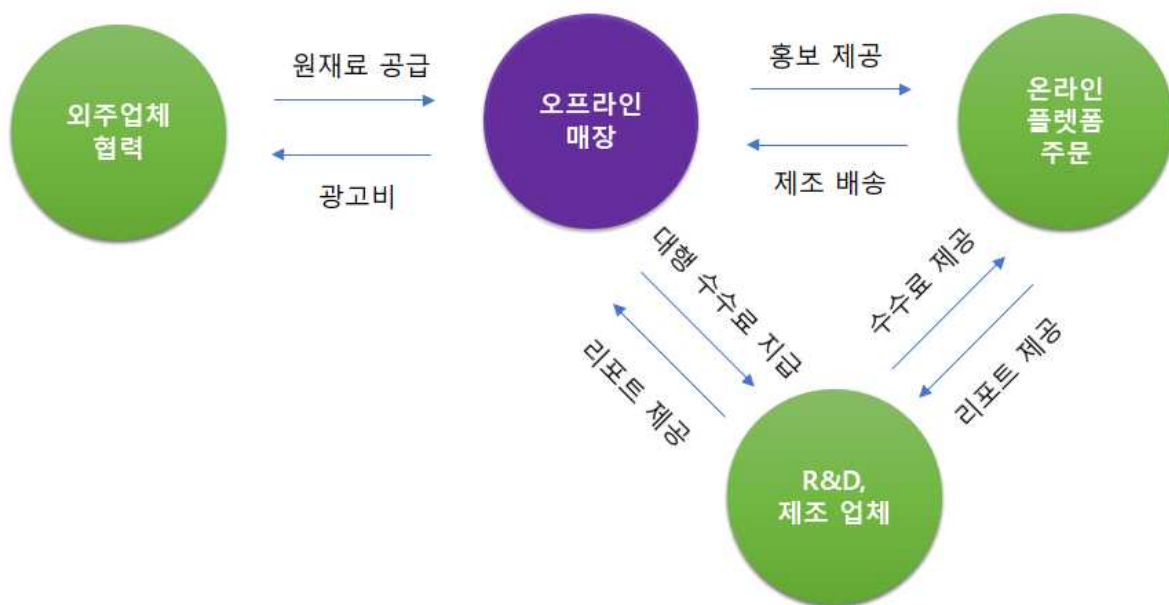 원재료 공급
홍보 제공
외주업체
협력
오프라인
매장
온라인
플렛폼
주문
광고비
제조 배송
대행 수수료 지급
수수료 제공
리포트 제공
리포트 제공
R&D,
제조 업체